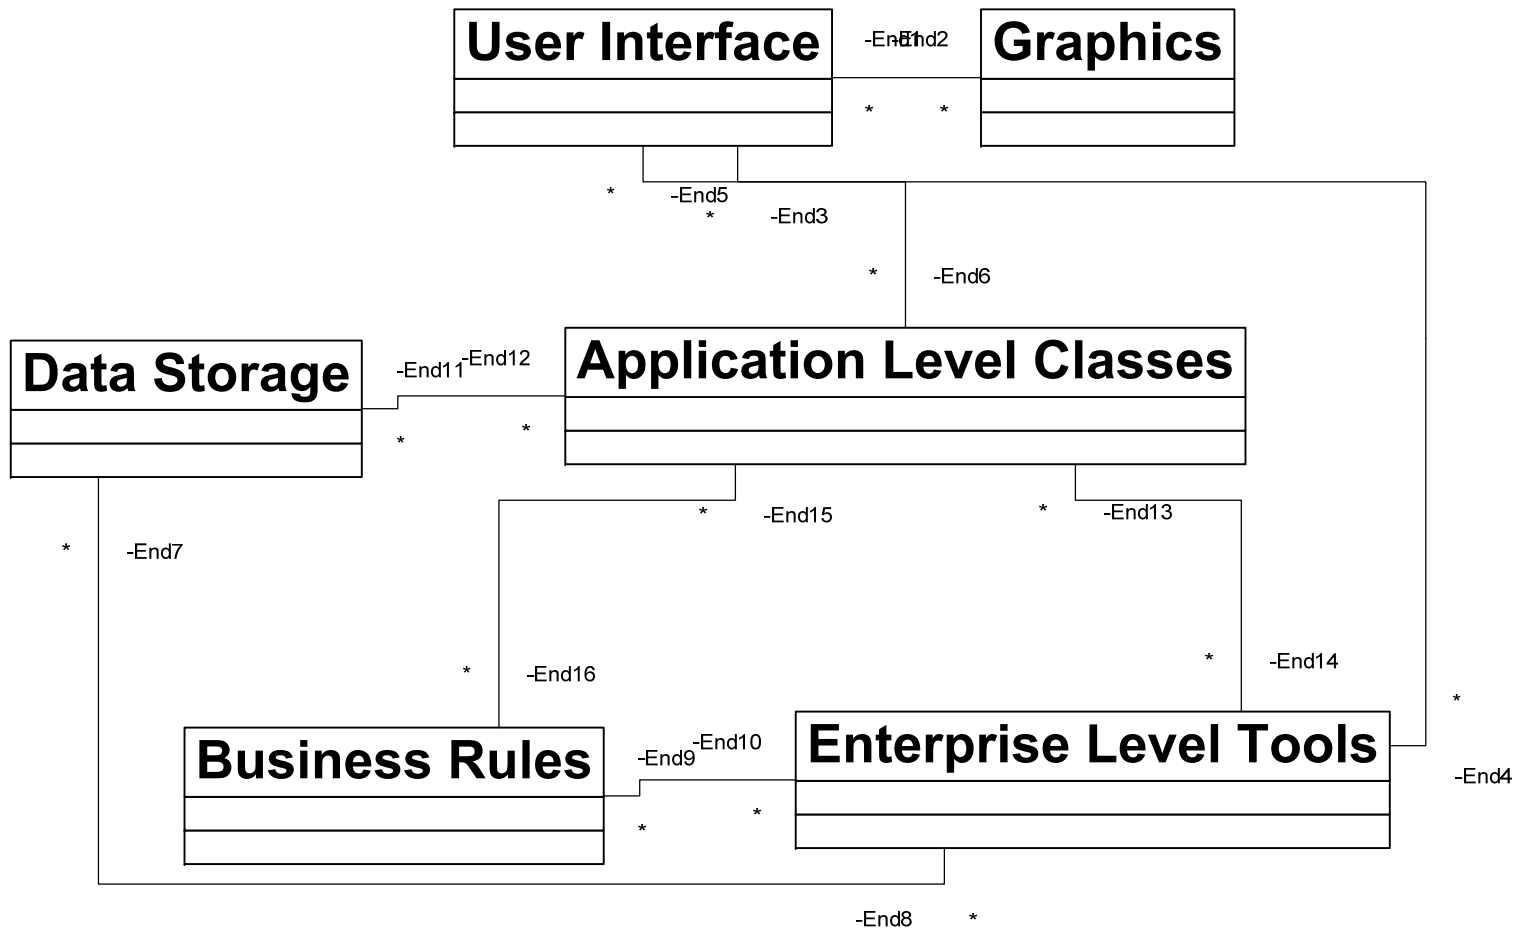 User Interface
-End1
-End2
Graphics
*
*
*
-End5
*
-End3
*
-End6
Data Storage
-End11
-End12
Application Level Classes
*
*
*
-End15
*
-End13
*
-End7
*
-End16
*
-End14
*
Business Rules
-End9
-End10
Enterprise Level Tools
-End4
*
*
-End8
*